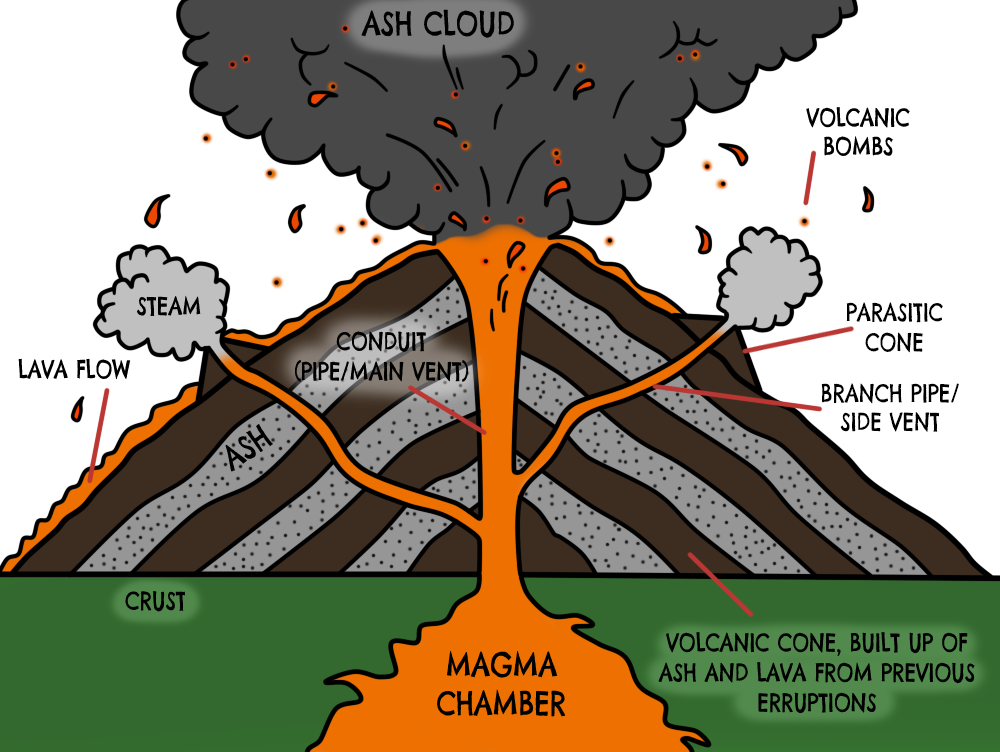 ASH CLOUD
VOLCANIC
BOMBS
STEAM
PARASITIC
CONE
CONDUIT
(PIPE/MAIN VENT)
LAVA FLOW
BRANCH PIPE/
SIDE VENT
ASH
CRUST
VOLCANIC CONE, BUILT UP OF
ASH AND LAVA FROM PREVIOUS
ERRUPTIONS
MAGMA
CHAMBER